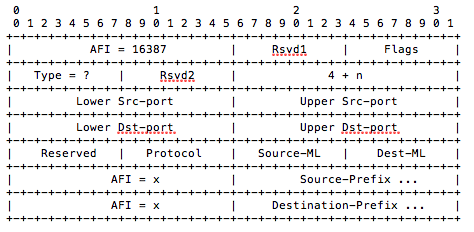 0                   1                   2                   3
0 1 2 3 4 5 6 7 8 9 0 1 2 3 4 5 6 7 8 9 0 1 2 3 4 5 6 7 8 9 0 1
+-+-+-+-+-+-+-+-+-+-+-+-+-+-+-+-+-+-+-+-+-+-+-+-+-+-+-+-+-+-+-+-+
|           AFI = 16387         |     Rsvd1     |     Flags     |
+-+-+-+-+-+-+-+-+-+-+-+-+-+-+-+-+-+-+-+-+-+-+-+-+-+-+-+-+-+-+-+-+
|   Type = ?    |     Rsvd2     |             4 + n             |
+-+-+-+-+-+-+-+-+-+-+-+-+-+-+-+-+-+-+-+-+-+-+-+-+-+-+-+-+-+-+-+-+
|         Lower Src-port        |         Upper Src-port        |
+-+-+-+-+-+-+-+-+-+-+-+-+-+-+-+-+-+-+-+-+-+-+-+-+-+-+-+-+-+-+-+-+
|         Lower Dst-port        |         Upper Dst-port        |
+-+-+-+-+-+-+-+-+-+-+-+-+-+-+-+-+-+-+-+-+-+-+-+-+-+-+-+-+-+-+-+-+
|    Reserved   |   Protocol    |   Source-ML   |    Dest-ML    |
+-+-+-+-+-+-+-+-+-+-+-+-+-+-+-+-+-+-+-+-+-+-+-+-+-+-+-+-+-+-+-+-+
|              AFI = x          |         Source-Prefix ...     |
+-+-+-+-+-+-+-+-+-+-+-+-+-+-+-+-+-+-+-+-+-+-+-+-+-+-+-+-+-+-+-+-+
|              AFI = x          |     Destination-Prefix ...    |
+-+-+-+-+-+-+-+-+-+-+-+-+-+-+-+-+-+-+-+-+-+-+-+-+-+-+-+-+-+-+-+-+